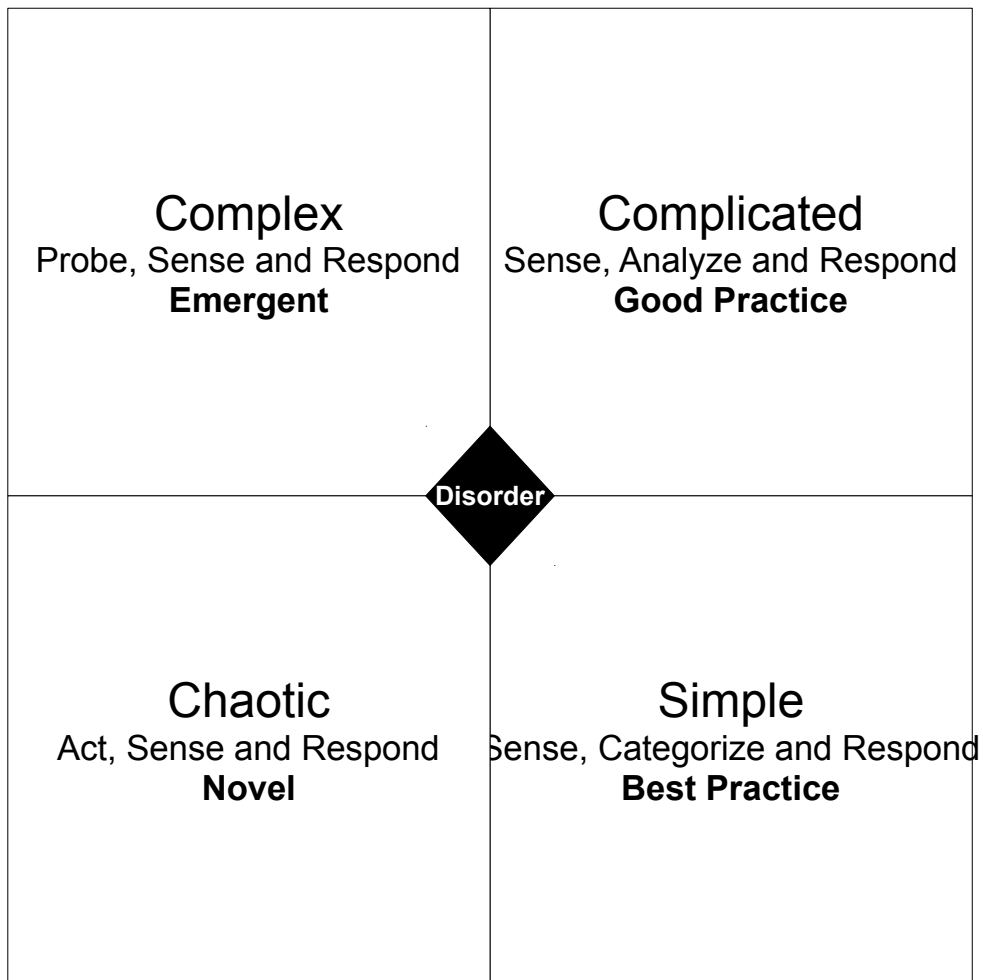 Complex
Probe, Sense and Respond
Emergent
Complicated
Sense, Analyze and Respond
Good Practice
Disorder
Chaotic
Act, Sense and Respond
Novel
Simple
Sense, Categorize and Respond
Best Practice